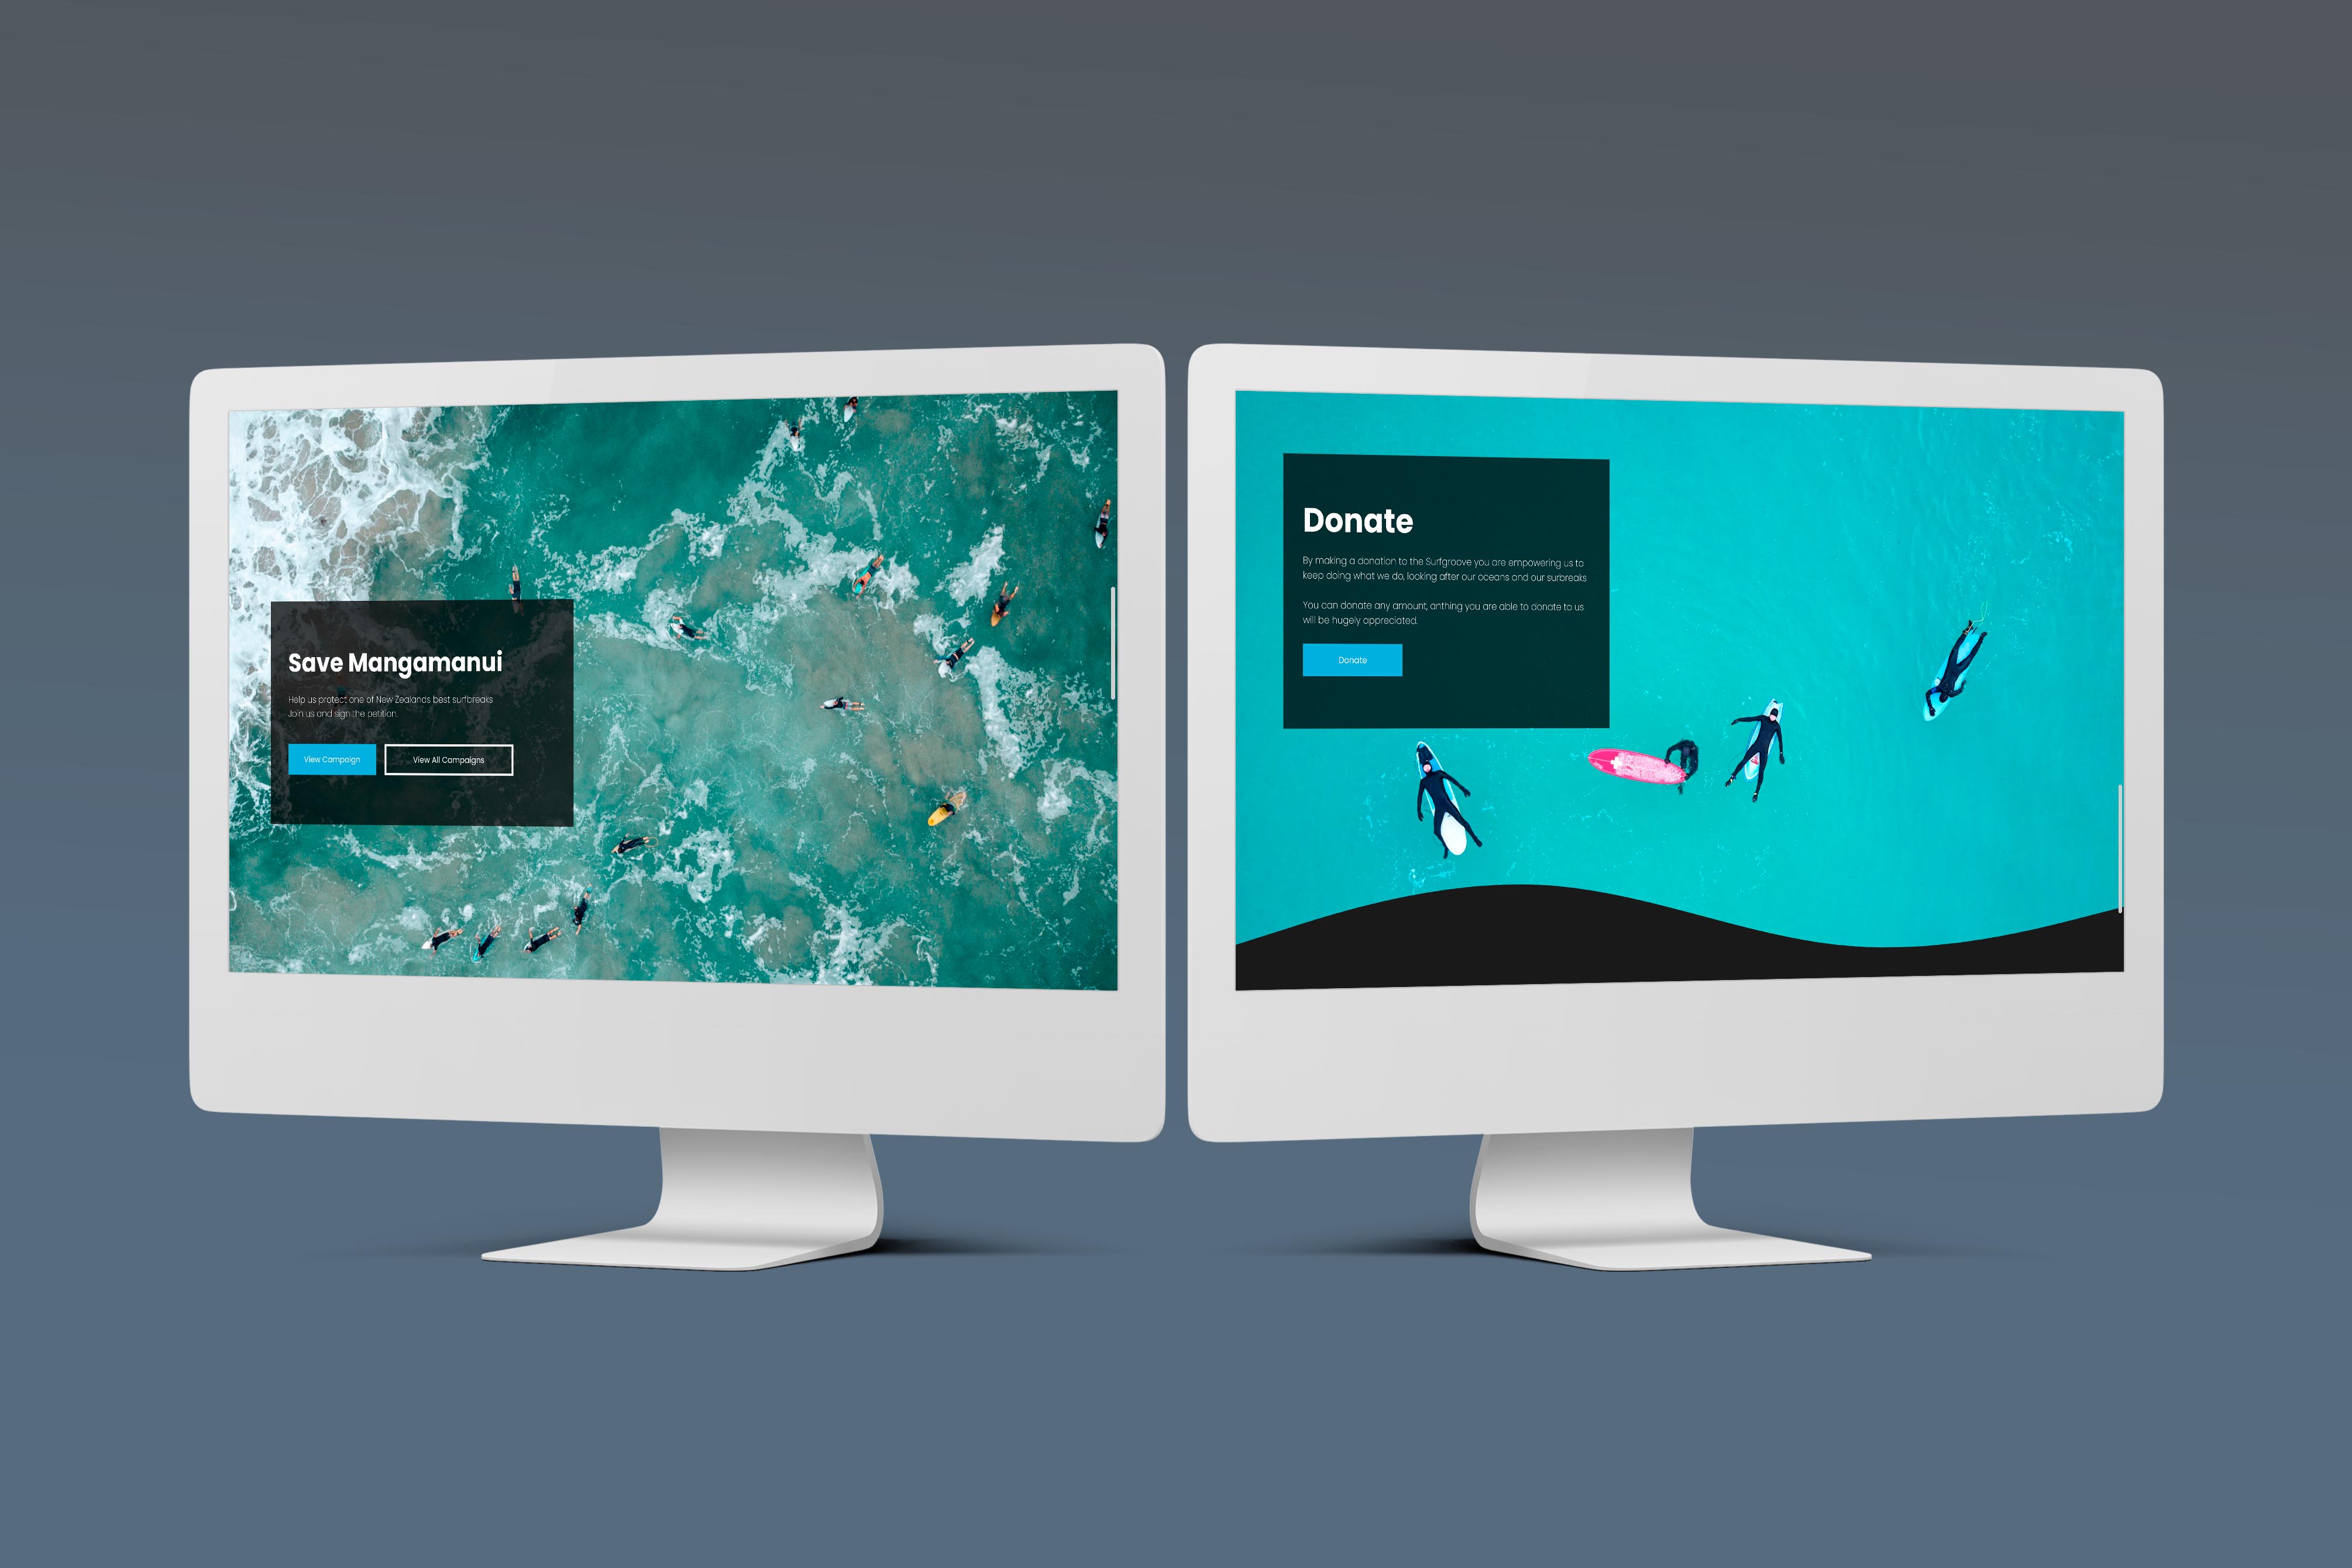 Save Mangamanui
Help us protect one of New Zealands best surfbreaks
Join us and sign the petition.
View Campaign
View All Campaigns
Donate
By making a donation to the Surfgroove you are empowering us to
keep doing what we do, looking after our oceans and our surbreaks
You can donate any amount, anthing you are able to donate to us
will be hugely appreciated.
Donate